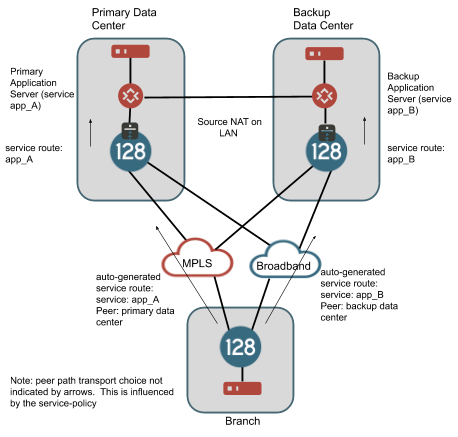 Primary Data
Center
Backup
Data Center
Primary
Application
Server (service
app_A)
Backup
Application
Server (service
app_B)
Source NAT on
LAN
service route:
app_A
128
128
service route:
app_B
MPLS
Broadband
auto-generated
service route:
service: app_A
Peer: primary data
center
auto-generated
service route:
service: app_B
Peer: backup data
center
128
Note: peer path transport choice not
indicated by arrows.  This is influenced
by the service-policy
Branch